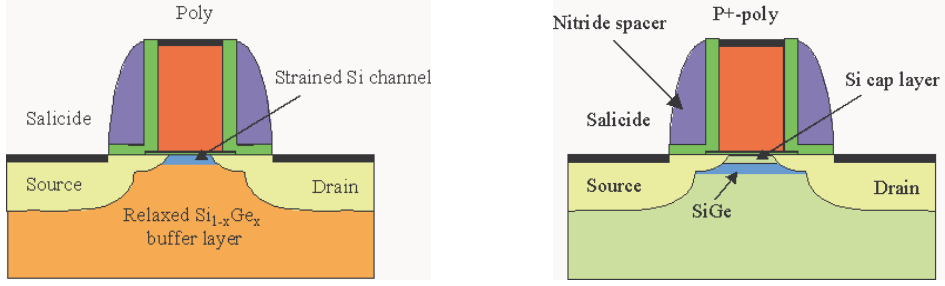 Poly
Strained Si channel
Salicide
Source
Drain
Relaxed Si₁₋ₓGeₓ
buffer layer
P+-poly
Nitride spacer
Si cap layer
Salicide
Source
Drain
SiGe